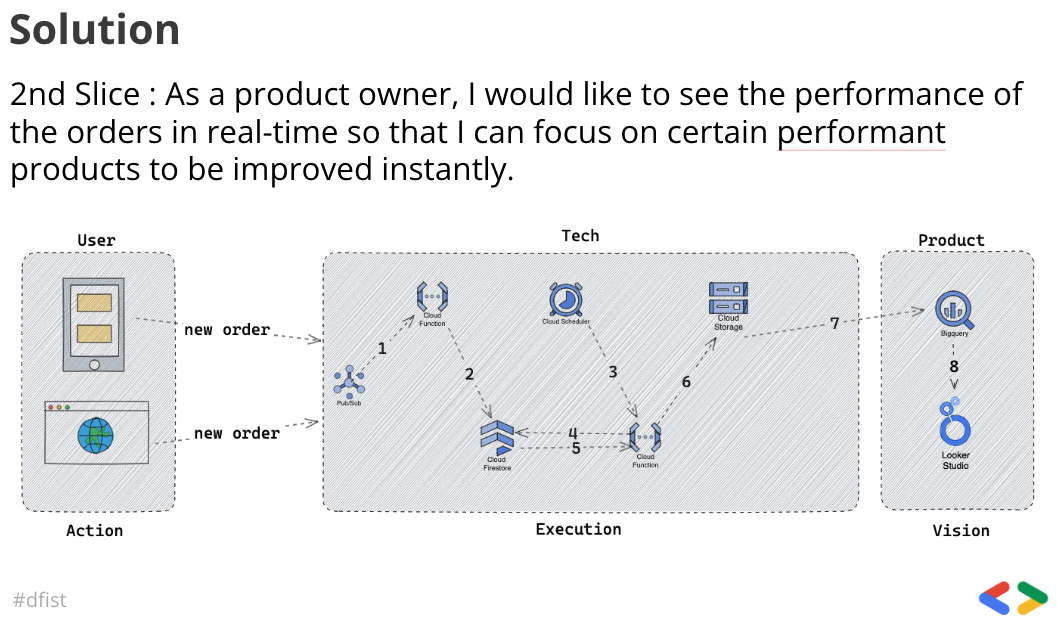 Solution
2nd Slice : As a product owner, I would like to see the performance of
the orders in real-time so that I can focus on certain performant
products to be improved instantly.
User
Tech
Product
Cloud
Function
Cloud Scheduler
Cloud
Storage
Bigquery
new order
new order
Pub/Sub
1
2
3
4
5
6
7
8
Cloud
Firestore
Cloud
Function
Looker
Studio
Action
Execution
Vision
#dfist